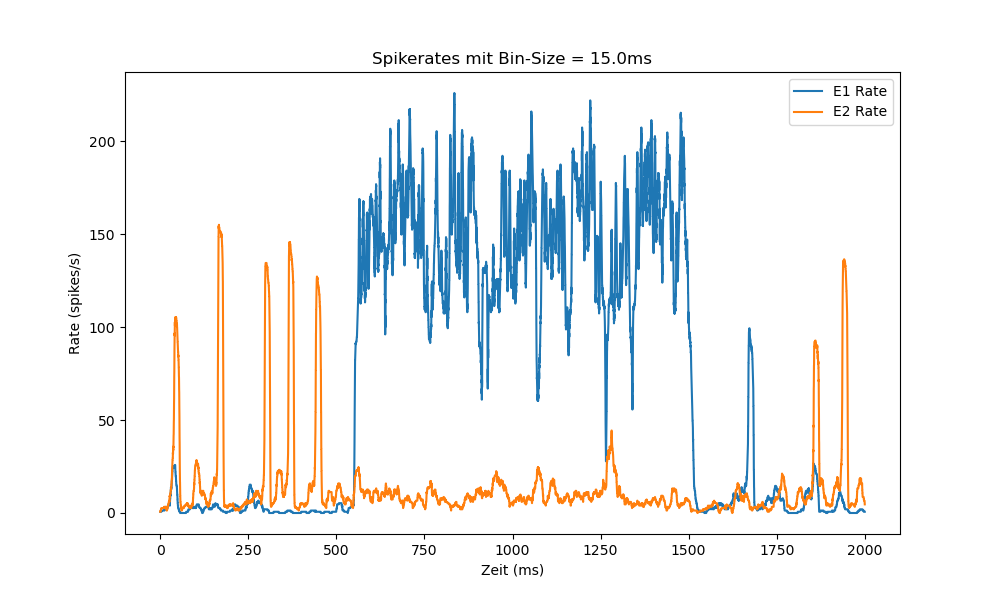 Spikerates mit Bin-Size = 15.0ms
E1 Rate
E2 Rate
Rate (spikes/s)
200
150
100
50
0
0 250 500 750 1000 1250 1500 1750 2000
Zeit (ms)